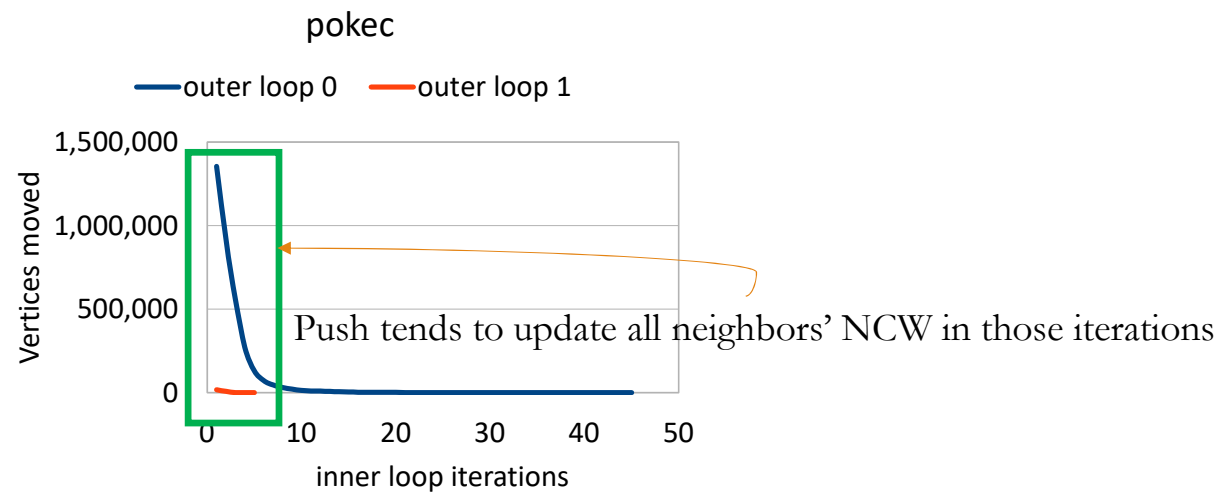 pokec
outer loop 0 outer loop 1
Vertices moved
1,500,000
1,000,000
500,000
0
Push tends to update all neighbors’ NCW in those iterations
0 10 20 30 40 50
inner loop iterations